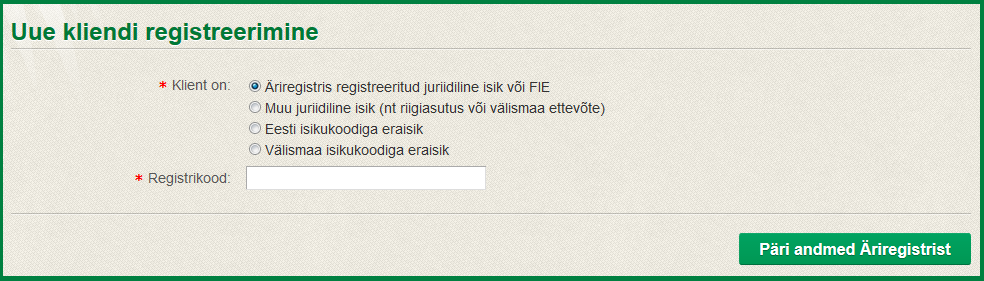 Uue kliendi registreerimine
* Klient on: Äriregistris registreeritud juriidiline isik või FIE
Muu juriidiline isik (nt riigiasutus või välismaa ettevõte)
Eesti isikukoodiga eraisik
Välismaa isikukoodiga eraisik
* Registrikood:
Päri andmed Äriregistrist